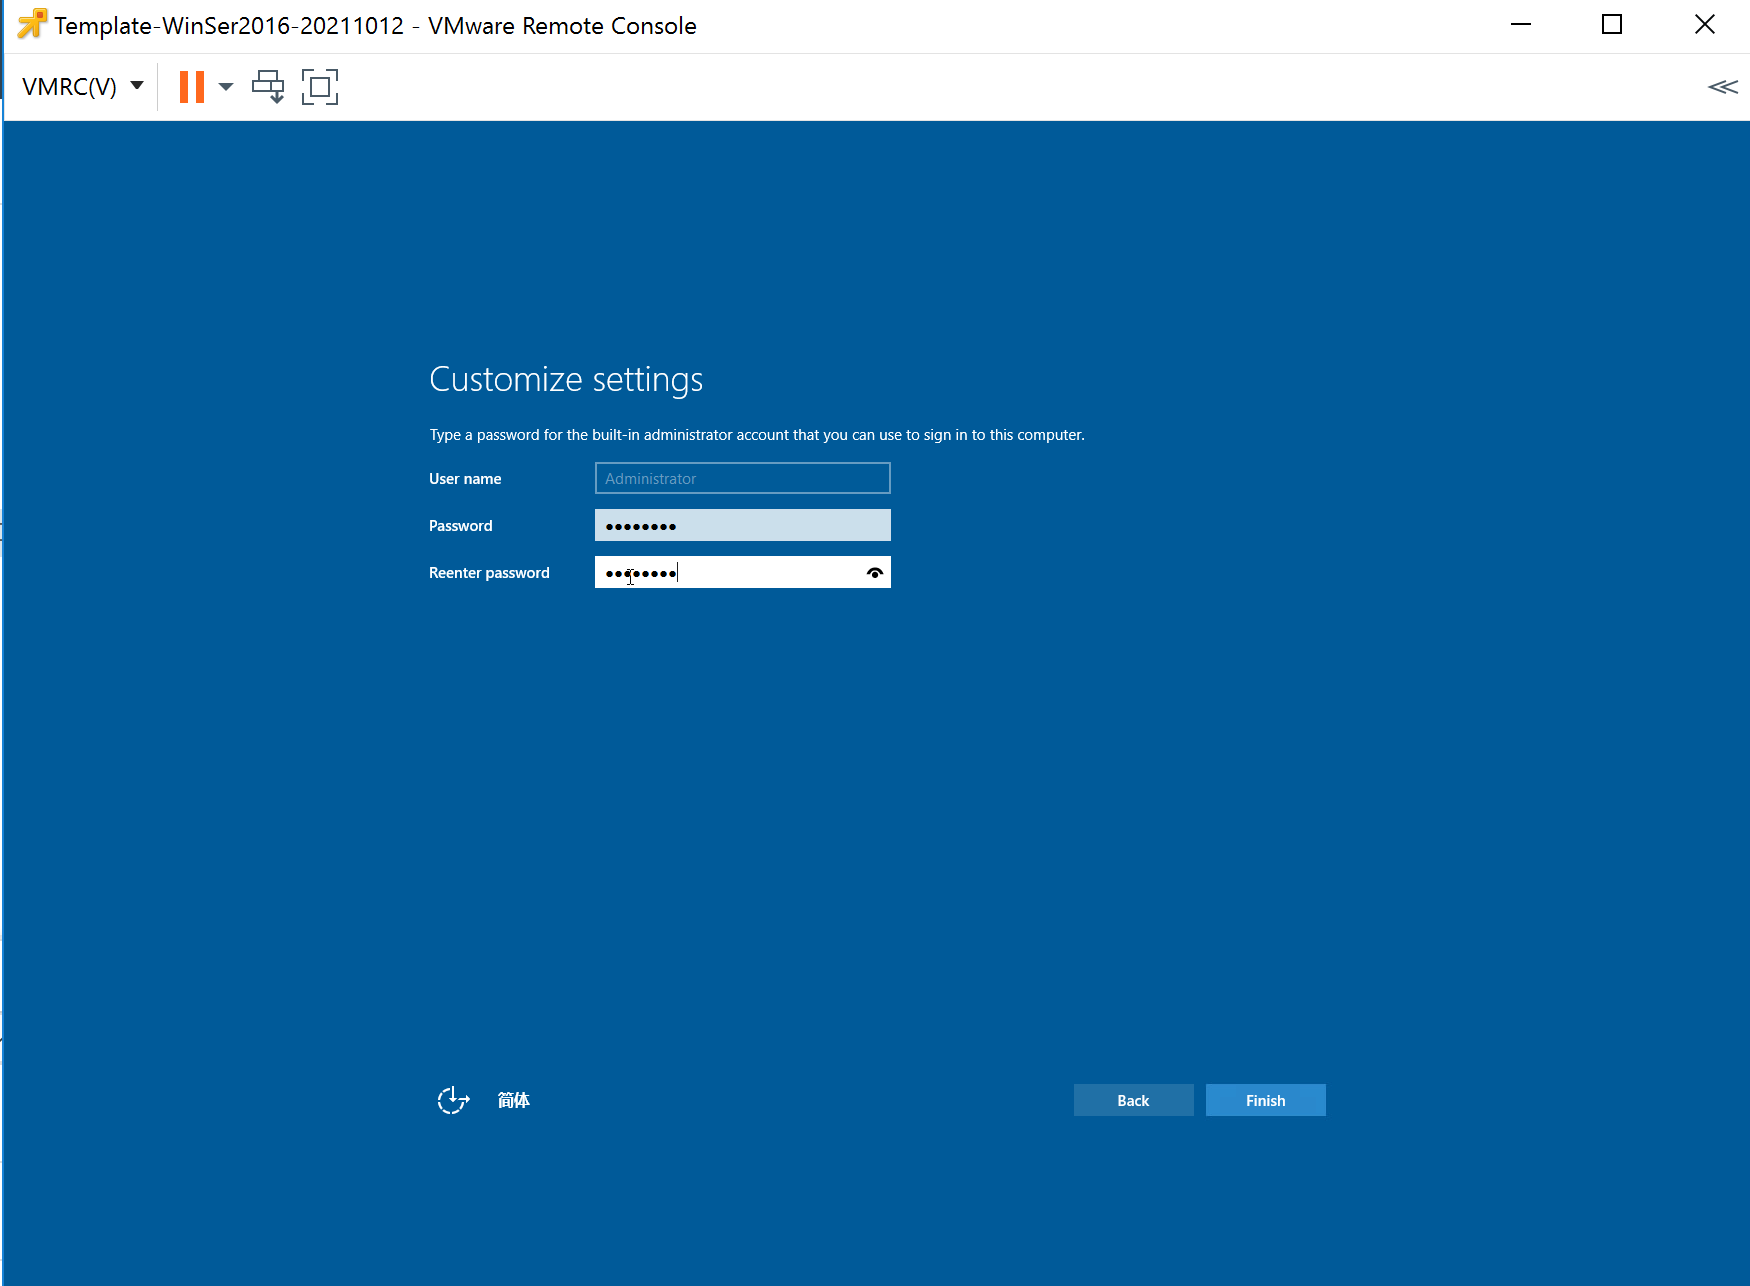 Template-WinSer2016-20211012 - VMware Remote Console
VMRC(V)
Customize settings
Type a password for the built-in administrator account that you can use to sign in to this computer.
User name
Administrator
Password
●●●●●●●●
Reenter password
●●●●●●●●
简体
Back
Finish